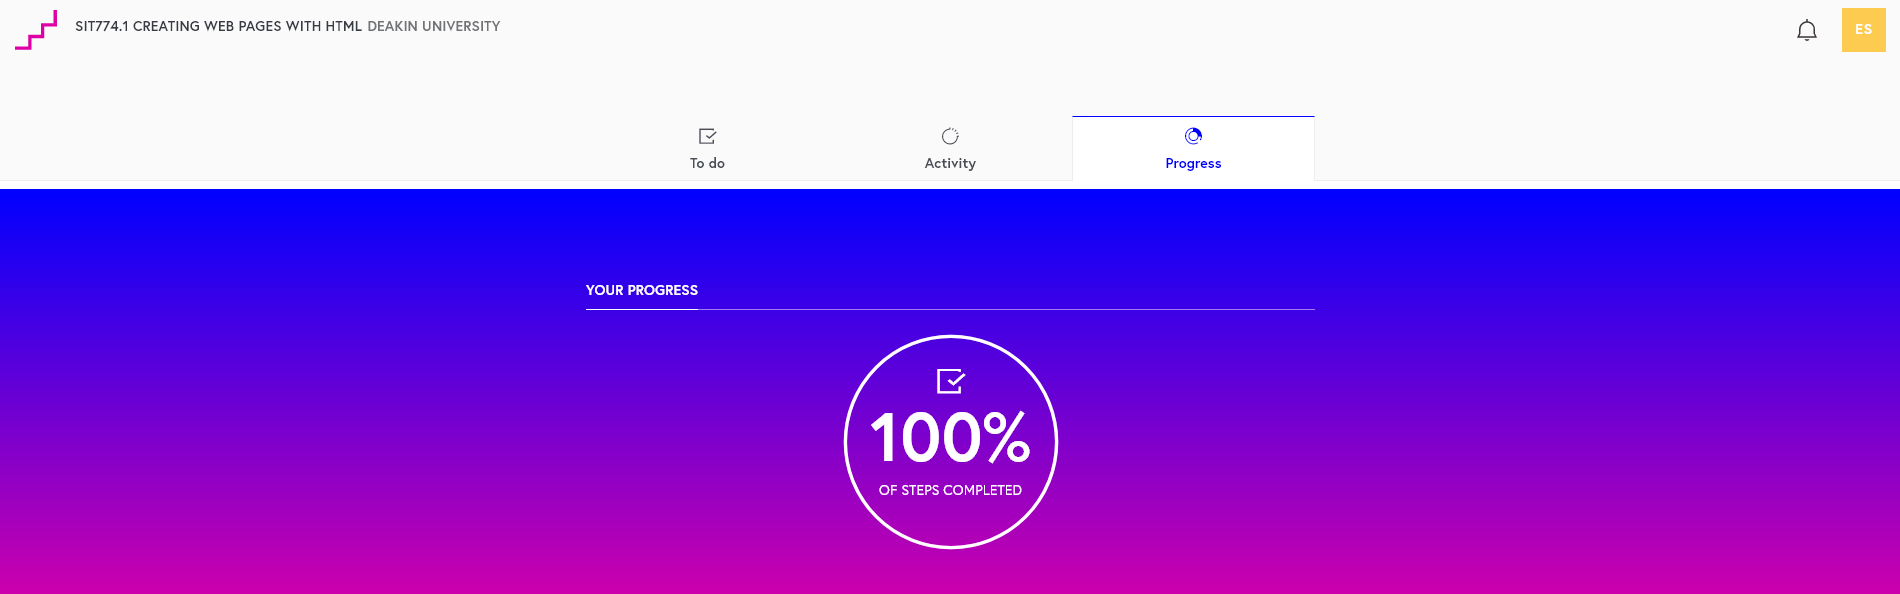 SIT774.1 CREATING WEB PAGES WITH HTML DEAKIN UNIVERSITY
ES
To do
Activity
Progress
YOUR PROGRESS
100%
OF STEPS COMPLETED